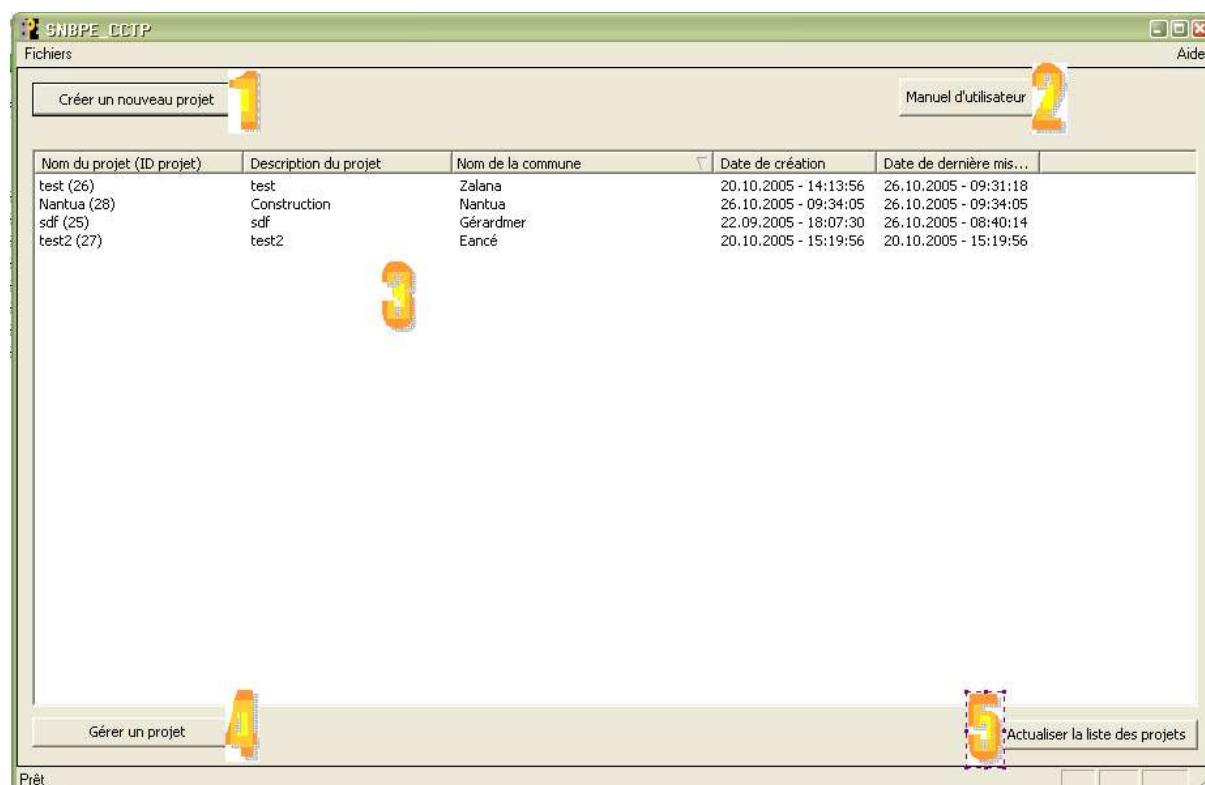 SNBPE_CCTP
Fichiers Aide
Créer un nouveau projet 1 Manuel d'utilisateur 2
Nom du projet (ID projet) Description du projet Nom de la commune Date de création Date de dernière mis...
test (26) test Zalana 20.10.2005 - 14:13:56 26.10.2005 - 09:31:18
Nantua (28) Construction Nantua 26.10.2005 - 09:34:05 26.10.2005 - 09:34:05
sdf (25) sdf Gérardmer 22.09.2005 - 18:07:30 26.10.2005 - 08:40:14
test2 (27) test2 Eancé 20.10.2005 - 15:19:56 20.10.2005 - 15:19:56
3
Gérer un projet 4 5 Actualiser la liste des projets
Prêt